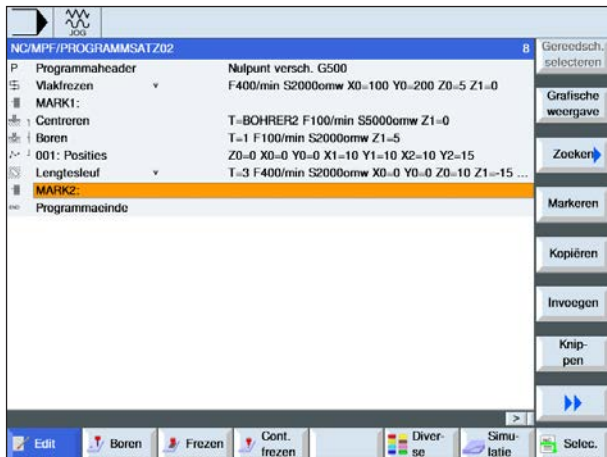 JOG
NC/MPF/PROGRAMMSATZ02 8
P Programmaheader Nulpunt versch. G500
Vlakfrezen F400/min S2000omw X0=100 Y0=200 Z0=5 Z1=0
MARK1:
Centreren T=BOHRER2 F100/min S5000omw Z1=0
Boren T=1 F100/min S2000omw Z1=5
001: Posities Z0=0 X0=0 Y0=0 X1=10 Y1=10 X2=10 Y2=15
Lengtesleuf T=3 F400/min S2000omw X0=0 Y0=0 Z0=10 Z1=-15 ...
MARK2:
END Programmaeinde
Gereedsch. selecteren
Grafische weergave
Zoeken
Markeren
Kopiëren
Invoegen
Knip-
pen
>
Edit Boren Frezen Cont. frezen Diver-
se Simu-
latie Selec.